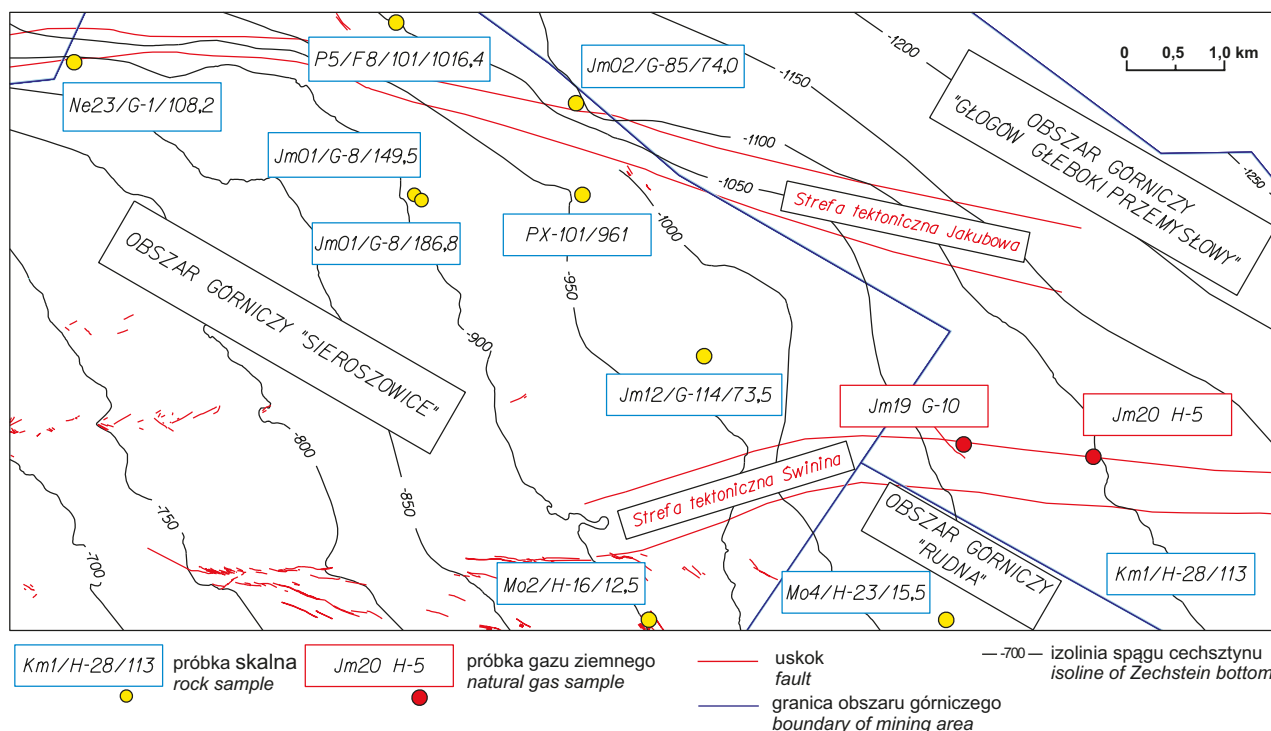 -1200
0 0,5 1,0 km
P5/F8/101/1016,4
Jm02/G-85/74,0
-1150
Ne23/G-1/108,2
OBSZAR GÓRNICZY
"GŁOGÓW GŁEBOKI PRZEMYSŁOWY"
-1100
Jm01/G-8/149,5
-1250
-1050
Strefa tektoniczna Jakubowa
Jm01/G-8/186,8
PX-101/961
-1000
OBSZAR GÓRNICZY "SIEROSZOWICE"
-950
-900
Jm12/G-114/73,5
Jm19 G-10
Jm20 H-5
-800
Strefa tektoniczna Świnina
-850
-750
OBSZAR GÓRNICZY
"RUDNA"
-700
Mo2/H-16/12,5
Mo4/H-23/15,5
Km1/H-28/113
Km1/H-28/113
próbka skalna
rock sample
Jm20 H-5
próbka gazu ziemnego
natural gas sample
uskok
fault
granica obszaru górniczego
boundary of mining area
-700 izolinia spągu cechsztynu
isoline of Zechstein bottom